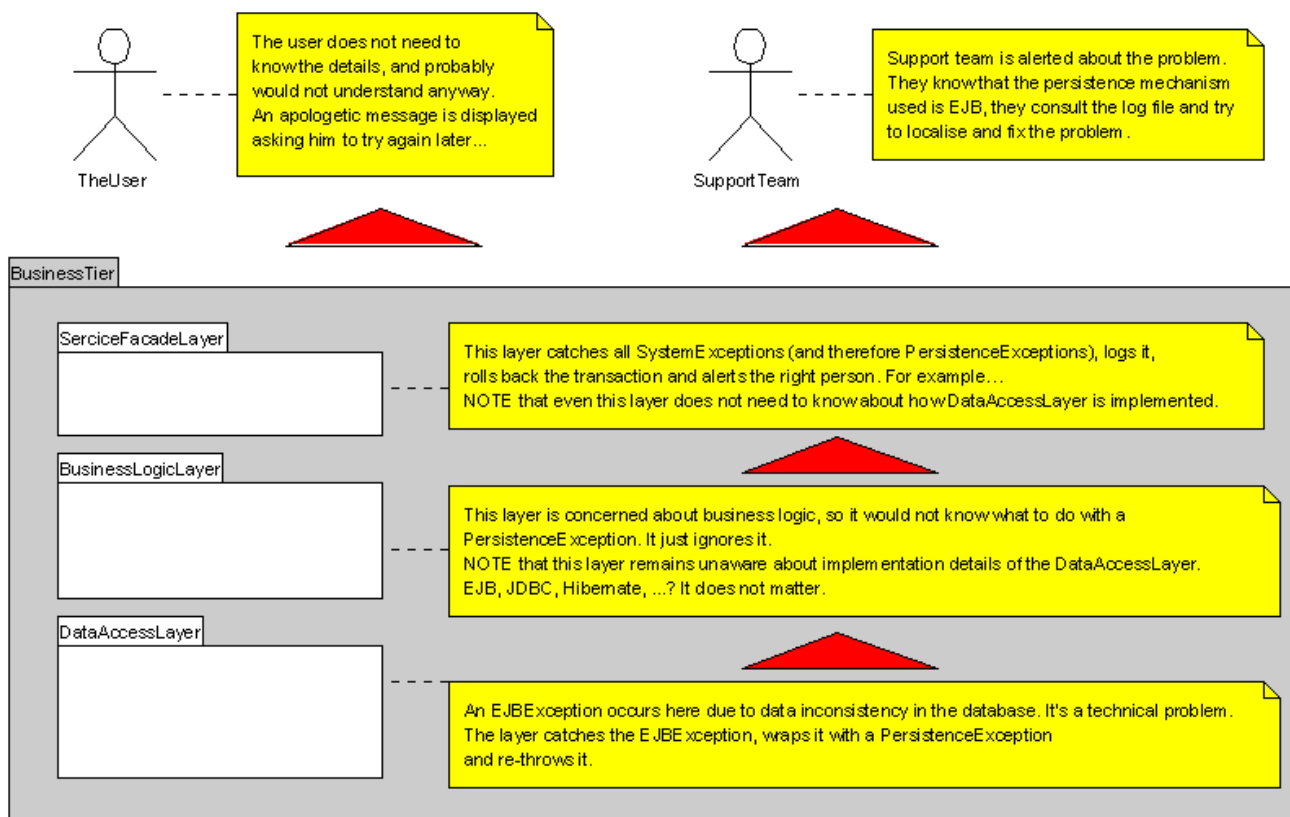 The user does not need to
know the details, and probably
would not understand anyway.
An apologetic message is displayed
asking him to try again later...
TheUser
Support team is alerted about the problem.
They know that the persistence mechanism
used is EJB, they consult the log file and try
to localise and fix the problem.
SupportTeam
BusinessTier
SerciceFacadeLayer
This layer catches all SystemExceptions (and therefore PersistenceExceptions), logs it,
rolls back the transaction and alerts the right person. For example...
NOTE that even this layer does not need to know about how DataAccessLayer is implemented.
BusinessLogicLayer
This layer is concerned about business logic, so it would not know what to do with a
PersistenceException. It just ignores it.
NOTE that this layer remains unaware about implementation details of the DataAccessLayer.
EJB, JDBC, Hibernate, ...? It does not matter.
DataAccessLayer
An EJBException occurs here due to data inconsistency in the database. It's a technical problem.
The layer catches the EJBException, wraps it with a PersistenceException
and re-throws it.